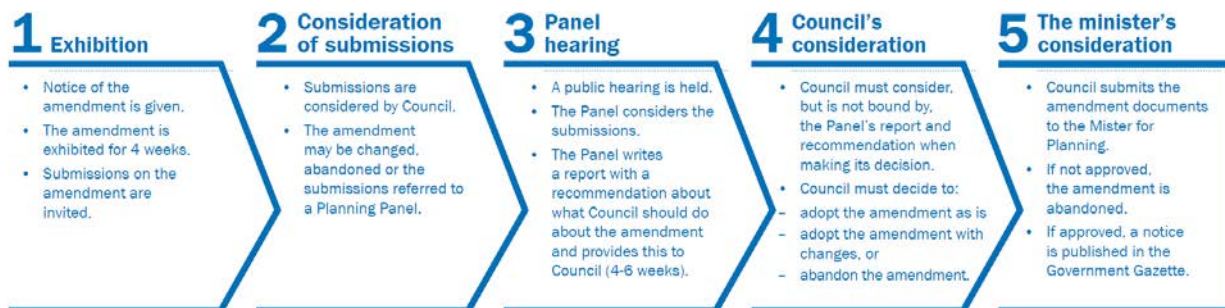 1 Exhibition
• Notice of the
amendment is given.
• The amendment is
exhibited for 4 weeks.
• Submissions on the
amendment are
invited.
2 Consideration
of submissions
• Submissions are
considered by Council.
• The amendment
may be changed,
abandoned or the
submissions referred to
a Planning Panel.
3 Panel
hearing
• A public hearing is held.
• The Panel considers the
submissions.
• The Panel writes
a report with a
recommendation about
what Council should do
about the amendment
and provides this to
Council (4-6 weeks).
4 Council's
consideration
• Council must consider,
but is not bound by,
the Panel's report and
recommendation when
making its decision.
• Council must decide to:
– adopt the amendment as is
– adopt the amendment with
changes, or
– abandon the amendment.
5 The minister's
consideration
• Council submits the
amendment documents
to the Mister for
Planning.
• If not approved,
the amendment is
abandoned.
• If approved, a notice
is published in the
Government Gazette.